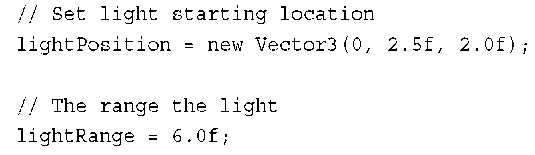 // Set light starting location
lightPosition = new Vector3(0, 2.5f, 2.0f);
// The range the light
lightRange = 6.0f;